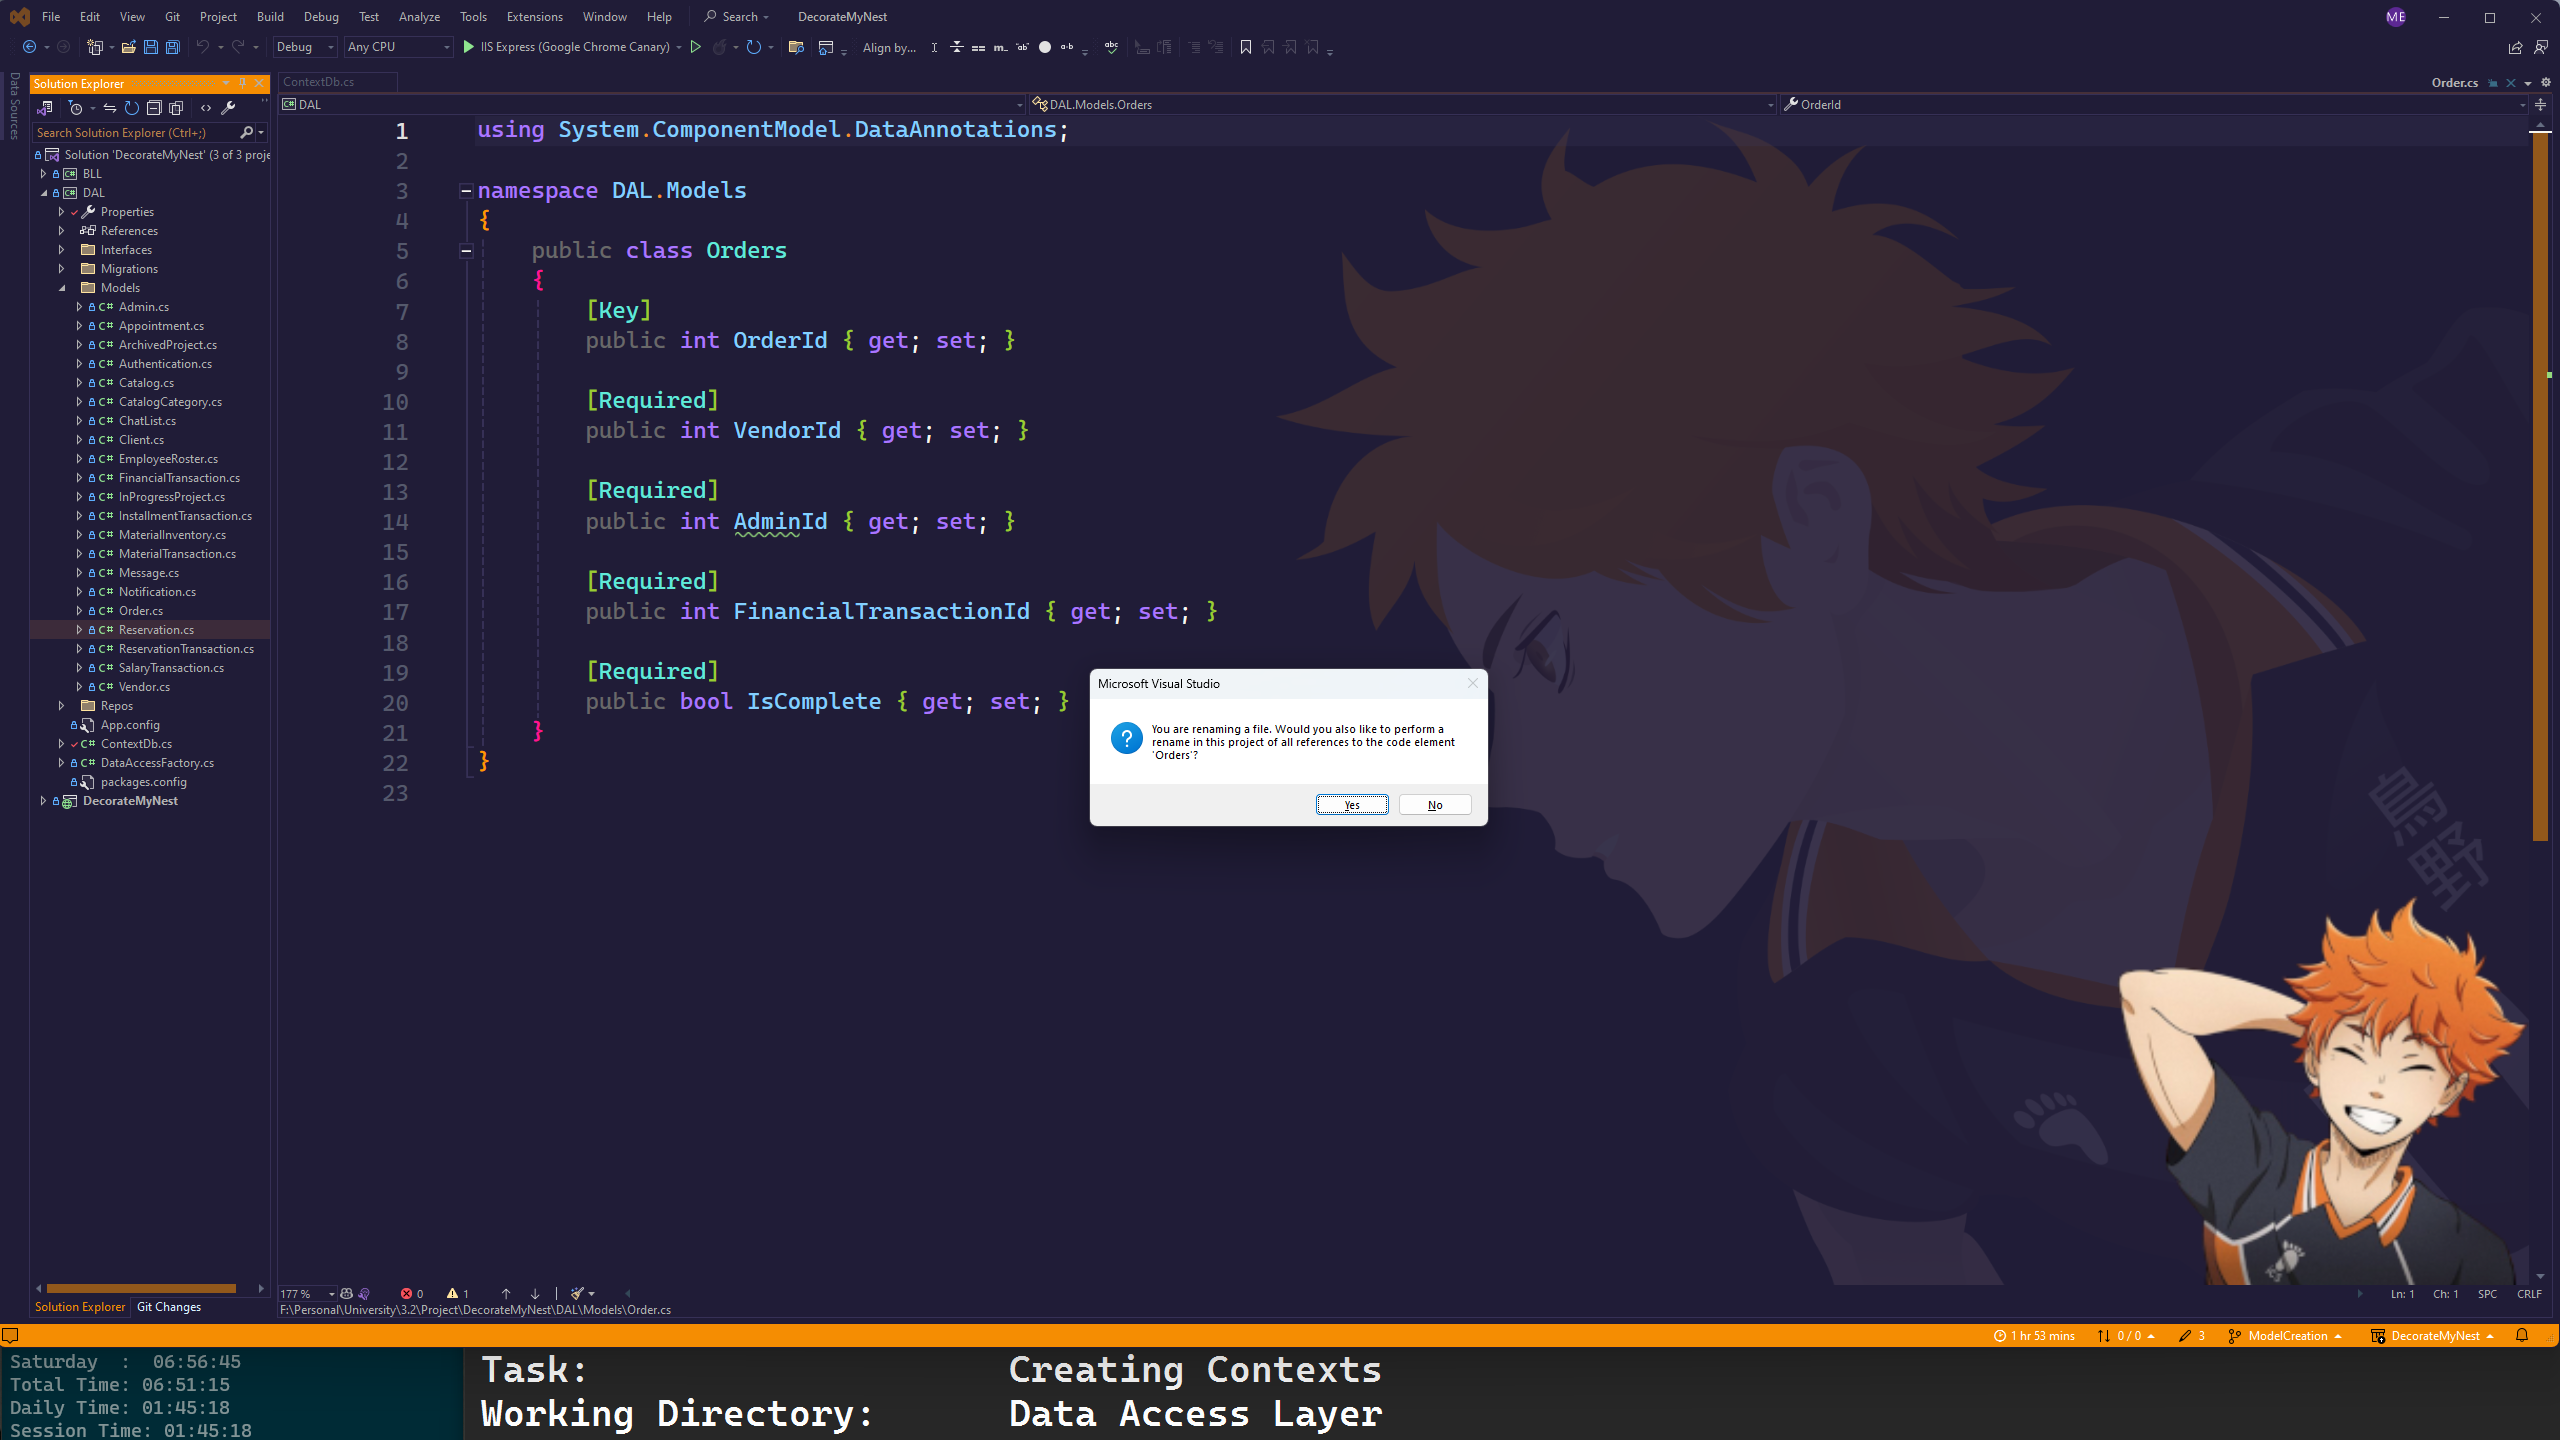 File Edit View Git Project Build Debug Test Analyze Tools Extensions Window Help Search DecorateMyNest ME
Debug Any CPU IIS Express (Google Chrome Canary) Align by...
Data Sources
Solution Explorer
ContextDb.cs
Order.cs
DAL DAL.Models.Orders OrderId
Search Solution Explorer (Ctrl+;)
Solution 'DecorateMyNest' (3 of 3 proje
BLL
DAL
Properties
References
Interfaces
Migrations
Models
C# Admin.cs
C# Appointment.cs
C# ArchivedProject.cs
C# Authentication.cs
C# Catalog.cs
C# CatalogCategory.cs
C# ChatList.cs
C# Client.cs
C# EmployeeRoster.cs
C# FinancialTransaction.cs
C# InProgressProject.cs
C# InstallmentTransaction.cs
C# MaterialInventory.cs
C# MaterialTransaction.cs
C# Message.cs
C# Notification.cs
C# Order.cs
C# Reservation.cs
C# ReservationTransaction.cs
C# SalaryTransaction.cs
C# Vendor.cs
Repos
App.config
C# ContextDb.cs
C# DataAccessFactory.cs
packages.config
DecorateMyNest
1 using System.ComponentModel.DataAnnotations;
2
3 namespace DAL.Models
4 {
5 public class Orders
6 {
7 [Key]
8 public int OrderId { get; set; }
9
10 [Required]
11 public int VendorId { get; set; }
12
13 [Required]
14 public int AdminId { get; set; }
15
16 [Required]
17 public int FinancialTransactionId { get; set; }
18
19 [Required]
20 public bool IsComplete { get; set; }
21 }
22 }
23
Microsoft Visual Studio
You are renaming a file. Would you also like to perform a
rename in this project of all references to the code element
'Orders'?
Yes No
烏野
Solution Explorer Git Changes
177 % 0 1 Ln: 1 Ch: 1 SPC CRLF
F:\Personal\University\3.2\Project\DecorateMyNest\DAL\Models\Order.cs
1 hr 53 mins 0 / 0 3 ModelCreation DecorateMyNest
Saturday : 06:56:45
Total Time: 06:51:15
Daily Time: 01:45:18
Session Time: 01:45:18
Task: Creating Contexts
Working Directory: Data Access Layer